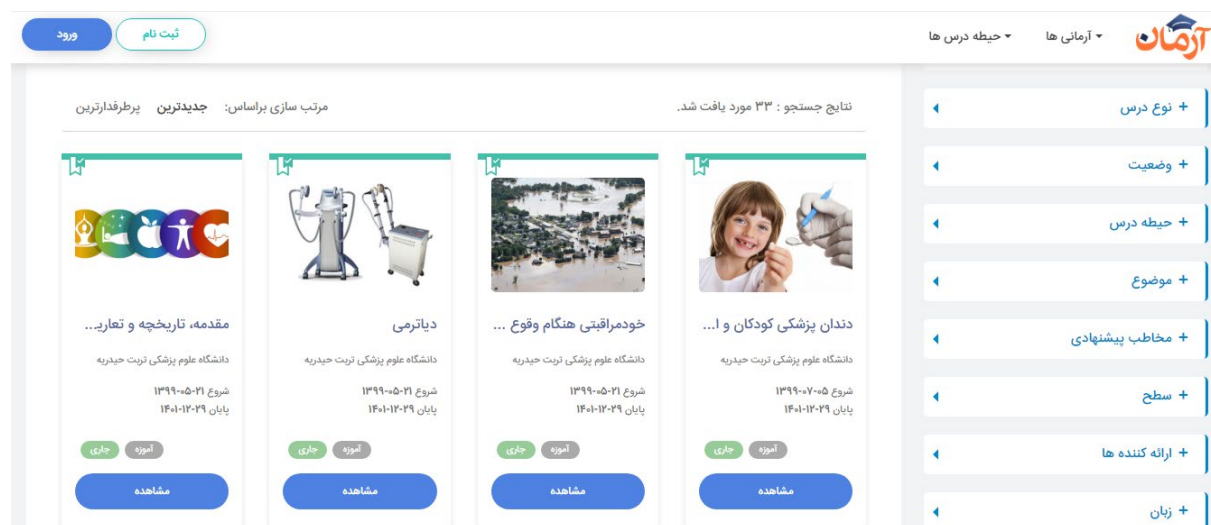 آرمان
آرمانی ها
حیطه درس ها
ثبت نام
ورود
+ نوع درس
+ وضعیت
+ حیطه درس
+ موضوع
+ مخاطب پیشنهادی
+ سطح
+ ارائه کننده ها
+ زبان
نتایج جستجو : ۳۳ مورد یافت شد.
مرتب سازی براساس: جدیدترین پرطرفدارترین
دندان پزشکی کودکان و ا...
دانشگاه علوم پزشکی تربت حیدریه
شروع ۰۵-۰۷-۱۳۹۹
پایان ۲۹-۱۲-۱۴۰۱
آموزه جاری
مشاهده
خودمراقبتی هنگام وقوع ...
دانشگاه علوم پزشکی تربت حیدریه
شروع ۲۱-۰۵-۱۳۹۹
پایان ۲۹-۱۲-۱۴۰۱
آموزه جاری
مشاهده
دیاترمی
دانشگاه علوم پزشکی تربت حیدریه
شروع ۲۱-۰۵-۱۳۹۹
پایان ۲۹-۱۲-۱۴۰۱
آموزه جاری
مشاهده
مقدمه، تاریخچه و تعاریـ...
دانشگاه علوم پزشکی تربت حیدریه
شروع ۲۱-۰۵-۱۳۹۹
پایان ۲۹-۱۲-۱۴۰۱
آموزه جاری
مشاهده